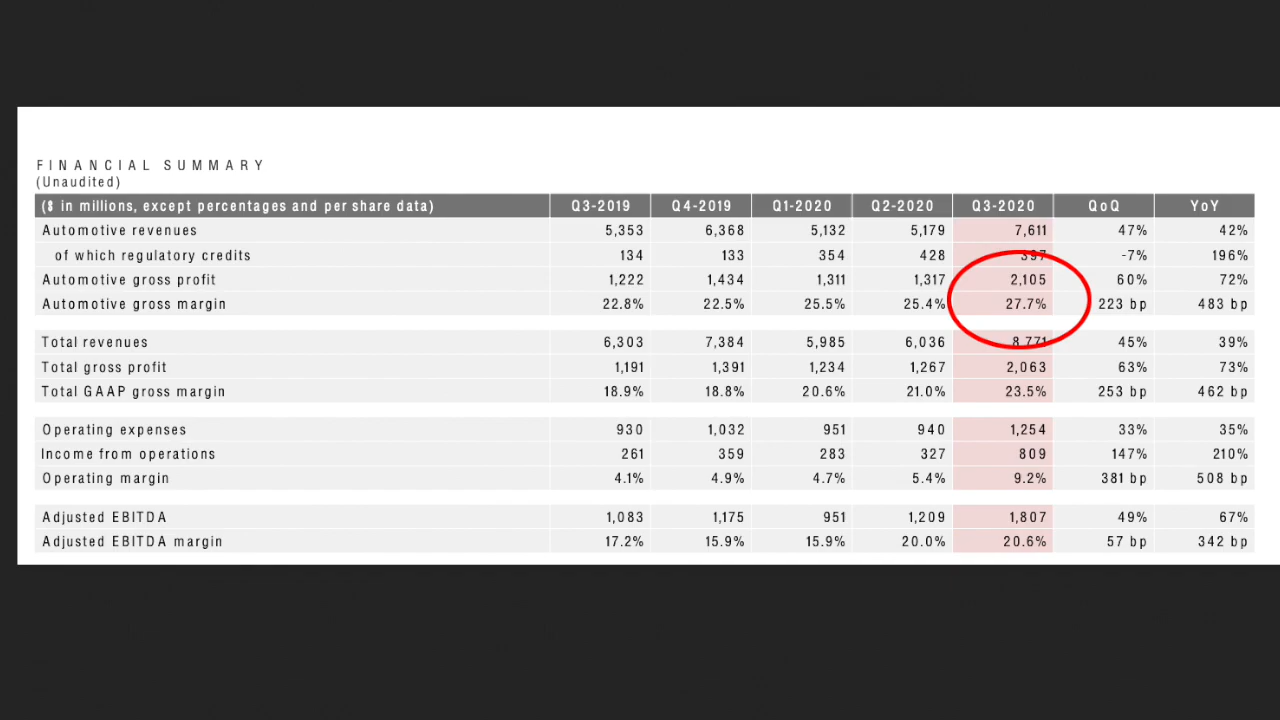 FINANCIAL SUMMARY
(Unaudited)
($ in millions, except percentages and per share data) Q3-2019 Q4-2019 Q1-2020 Q2-2020 Q3-2020 QoQ YoY
Automotive revenues 5,353 6,368 5,132 5,179 7,611 47% 42%
of which regulatory credits 134 133 354 428 397 -7% 196%
Automotive gross profit 1,222 1,434 1,311 1,317 2,105 60% 72%
Automotive gross margin 22.8% 22.5% 25.5% 25.4% 27.7% 223 bp 483 bp
Total revenues 6,303 7,384 5,985 6,036 8,771 45% 39%
Total gross profit 1,191 1,391 1,234 1,267 2,063 63% 73%
Total GAAP gross margin 18.9% 18.8% 20.6% 21.0% 23.5% 253 bp 462 bp
Operating expenses 930 1,032 951 940 1,254 33% 35%
Income from operations 261 359 283 327 809 147% 210%
Operating margin 4.1% 4.9% 4.7% 5.4% 9.2% 381 bp 508 bp
Adjusted EBITDA 1,083 1,175 951 1,209 1,807 49% 67%
Adjusted EBITDA margin 17.2% 15.9% 15.9% 20.0% 20.6% 57 bp 342 bp